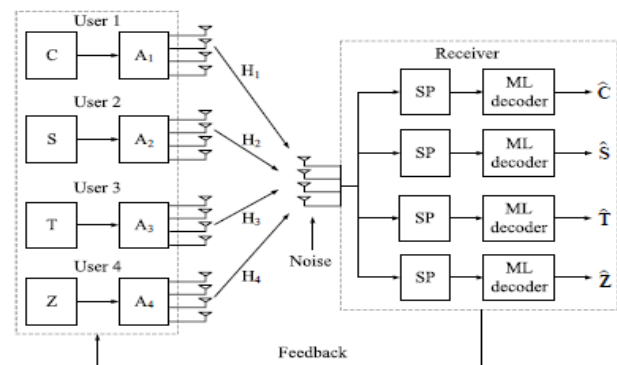 User 1
C
A₁
H₁
User 2
S
A₂
H₂
User 3
T
A₃
H₃
User 4
Z
A₄
H₄
Noise
Receiver
SP
ML decoder
Ĉ
SP
ML decoder
Ŝ
SP
ML decoder
T̂
SP
ML decoder
Ẑ
Feedback